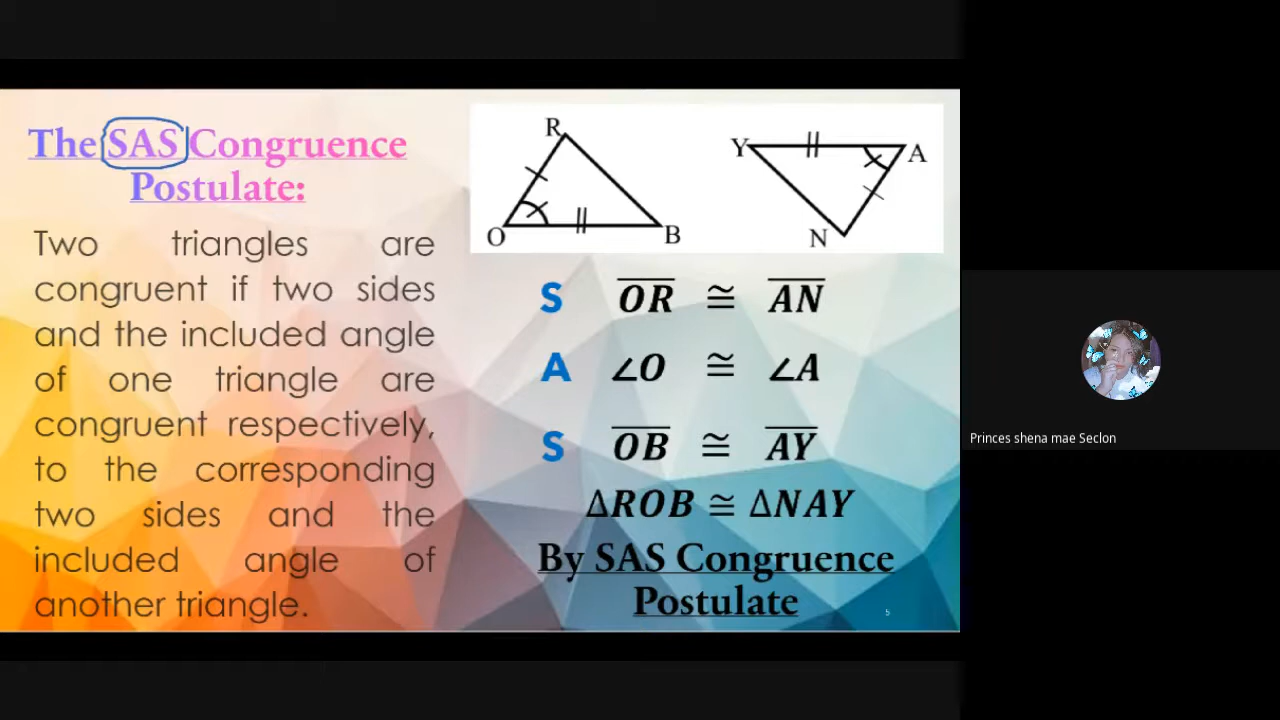 The SAS Congruence
Postulate:
Two triangles are
congruent if two sides
and the included angle
of one triangle are
congruent respectively,
to the corresponding
two sides and the
included angle of
another triangle.
R
O
B
Y
A
N
S OR ≅ AN
A ∠O ≅ ∠A
S OB ≅ AY
ΔROB ≅ ΔNAY
By SAS Congruence
Postulate
5
Princes shena mae Seclon